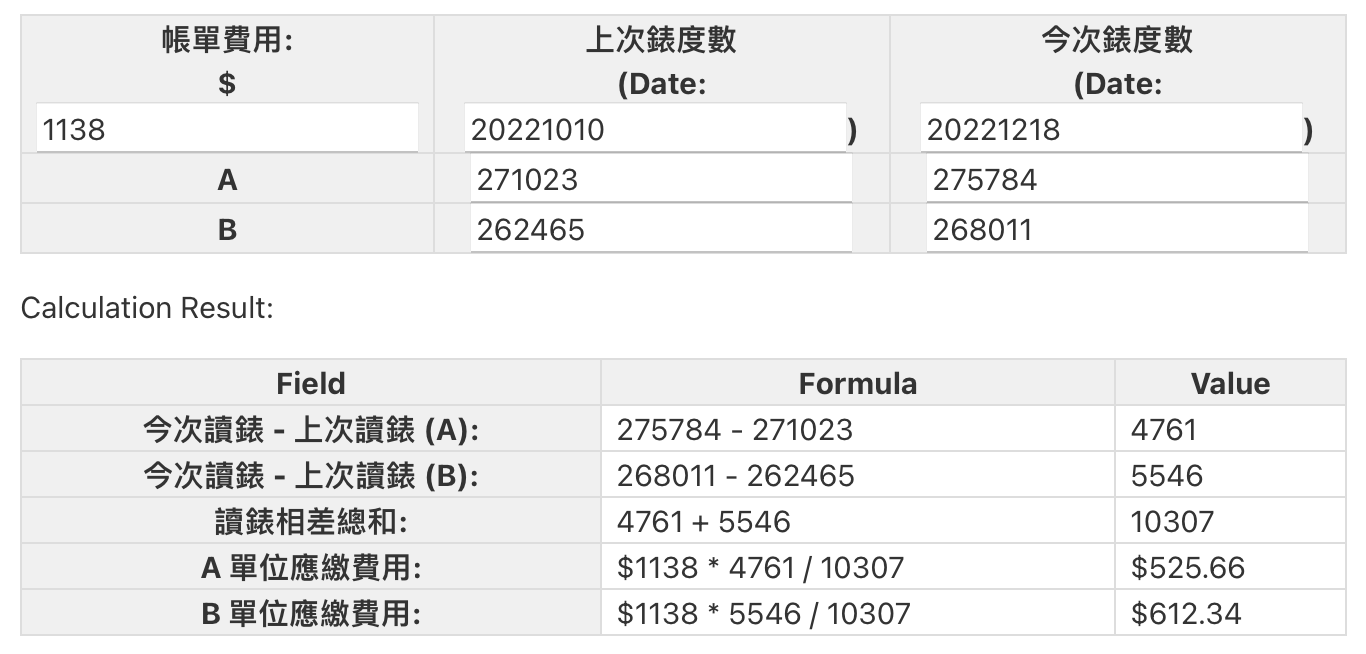 帳單費用: 上次錶度數 今次錶度數
$ (Date: (Date:
1138 20221010 ) 20221218 )
A 271023 275784
B 262465 268011
Calculation Result:
Field Formula Value
今次讀錶 - 上次讀錶 (A): 275784 - 271023 4761
今次讀錶 - 上次讀錶 (B): 268011 - 262465 5546
讀錶相差總和: 4761 + 5546 10307
A 單位應繳費用: $1138 * 4761 / 10307 $525.66
B 單位應繳費用: $1138 * 5546 / 10307 $612.34